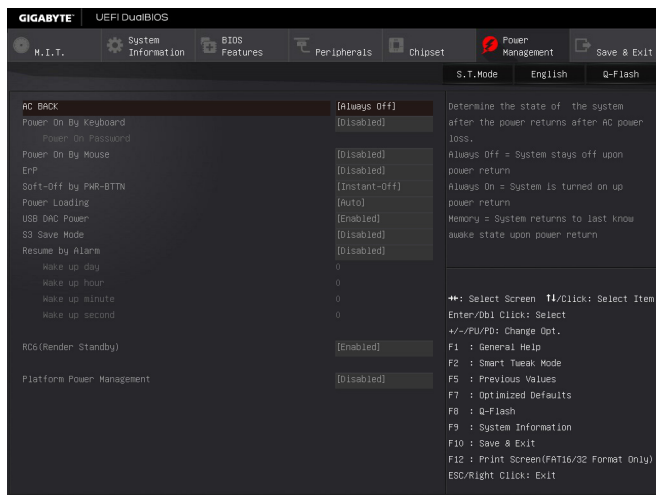 GIGABYTE™ UEFI DualBIOS
M.I.T. System Information BIOS Features Peripherals Chipset Power Management Save & Exit
S.T.Mode English Q-Flash
AC BACK [Always Off]
Power On By Keyboard [Disabled]
Power On Password
Power On By Mouse [Disabled]
ErP [Disabled]
Soft-Off by PWR-BTTN [Instant-Off]
Power Loading [Auto]
USB DAC Power [Enabled]
S3 Save Mode [Disabled]
Resume by Alarm [Disabled]
Wake up day 0
Wake up hour 0
Wake up minute 0
Wake up second 0
RC6(Render Standby) [Enabled]
Platform Power Management [Disabled]
Determine the state of the system
after the power returns after AC power
loss.
Always Off = System stays off upon
power return
Always On = System is turned on up
power return
Memory = System returns to last know
awake state upon power return
→←: Select Screen ↑↓/Click: Select Item
Enter/Dbl Click: Select
+/-/PU/PD: Change Opt.
F1 : General Help
F2 : Smart Tweak Mode
F5 : Previous Values
F7 : Optimized Defaults
F8 : Q-Flash
F9 : System Information
F10 : Save & Exit
F12 : Print Screen(FAT16/32 Format Only)
ESC/Right Click: Exit